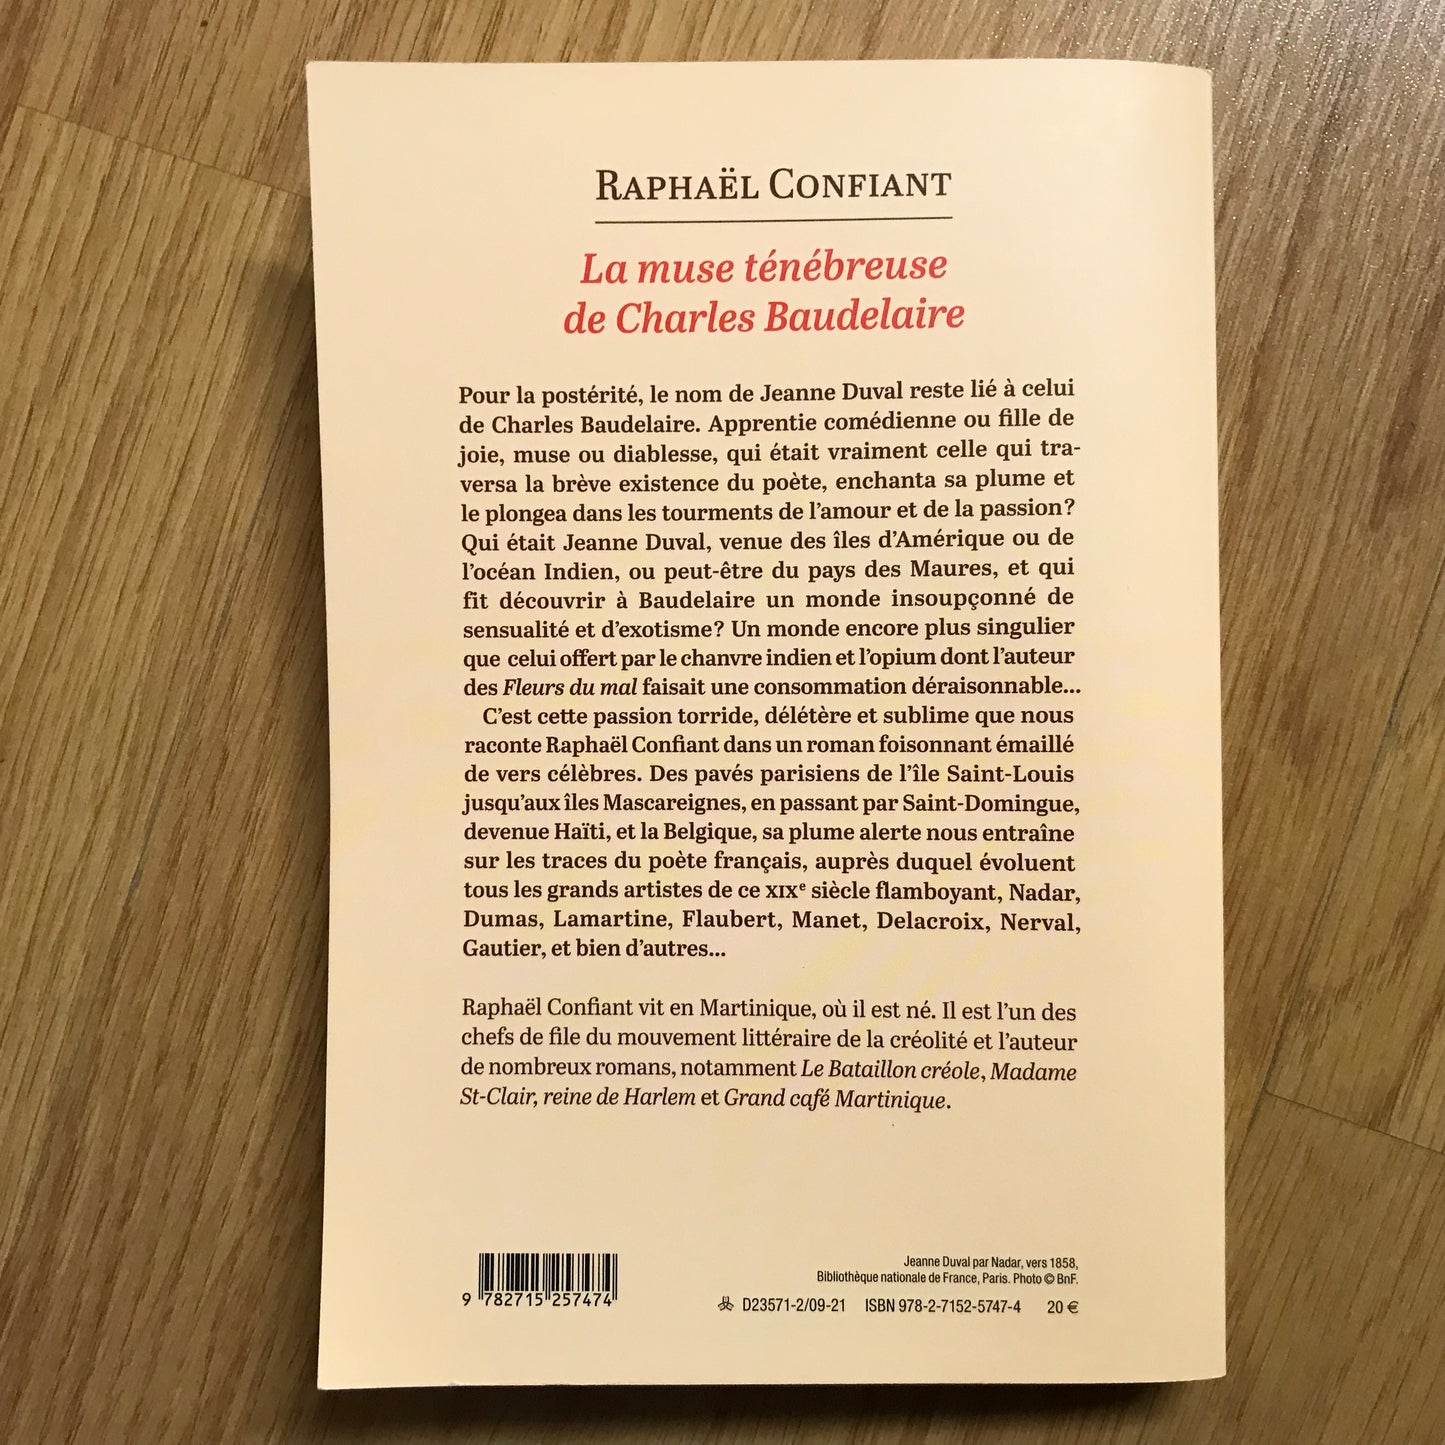 RAPHAËL CONFIANT
La muse ténébreuse
de Charles Baudelaire
Pour la postérité, le nom de Jeanne Duval reste lié à celui
de Charles Baudelaire. Apprentie comédienne ou fille de
joie, muse ou diablesse, qui était vraiment celle qui tra-
versa la brève existence du poète, enchanta sa plume et
le plongea dans les tourments de l'amour et de la passion?
Qui était Jeanne Duval, venue des îles d'Amérique ou de
l'océan Indien, ou peut-être du pays des Maures, et qui
fit découvrir à Baudelaire un monde insoupçonné de
sensualité et d'exotisme? Un monde encore plus singulier
que celui offert par le chanvre indien et l'opium dont l'auteur
des Fleurs du mal faisait une consommation déraisonnable...
C'est cette passion torride, délétère et sublime que nous
raconte Raphaël Confiant dans un roman foisonnant émaillé
de vers célèbres. Des pavés parisiens de l'île Saint-Louis
jusqu'aux îles Mascareignes, en passant par Saint-Domingue,
devenue Haïti, et la Belgique, sa plume alerte nous entraîne
sur les traces du poète français, auprès duquel évoluent
tous les grands artistes de ce XIXe siècle flamboyant, Nadar,
Dumas, Lamartine, Flaubert, Manet, Delacroix, Nerval,
Gautier, et bien d'autres...
Raphaël Confiant vit en Martinique, où il est né. Il est l'un des
chefs de file du mouvement littéraire de la créolité et l'auteur
de nombreux romans, notamment Le Bataillon créole, Madame
St-Clair, reine de Harlem et Grand café Martinique.
Jeanne Duval par Nadar, vers 1858,
Bibliothèque nationale de France, Paris. Photo © BnF.
9 782715 257474
D23571-2/09-21 ISBN 978-2-7152-5747-4 20 €